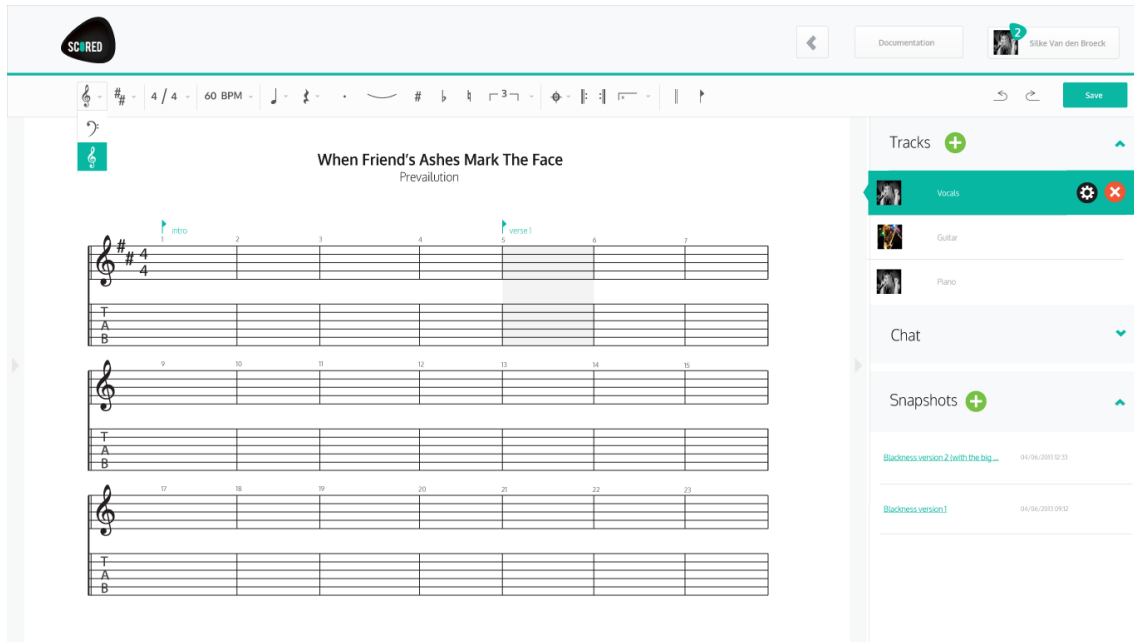 SCORED
Documentation
2
Silke Van den Broeck
4 / 4
60 BPM
3
Save
When Friend's Ashes Mark The Face
Prevailution
Tracks
Vocals
Guitar
Piano
Chat
Snapshots
Blackness version 2 (with the big ...
04/06/2013 12:33
Blackness version 1
04/06/2013 09:12
intro
verse 1
1 2 3 4 5 6 7
4
4
T
A
B
9 10 11 12 13 14 15
T
A
B
17 18 19 20 21 22 23
T
A
B